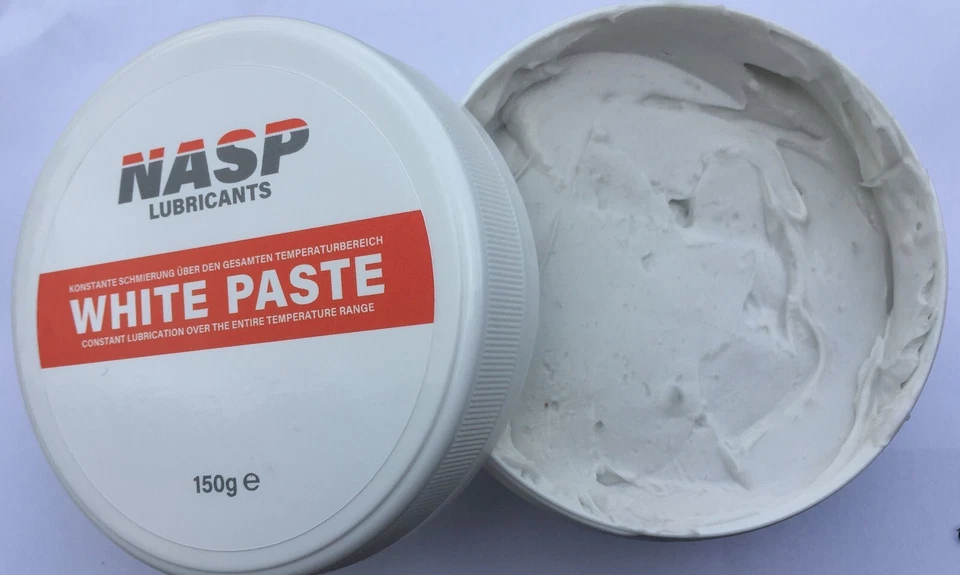 NASP
LUBRICANTS
KONSTANTE SCHMIERUNG ÜBER DEN GESAMTEN TEMPERATURBEREICH
WHITE PASTE
CONSTANT LUBRICATION OVER THE ENTIRE TEMPERATURE RANGE
150g ℮